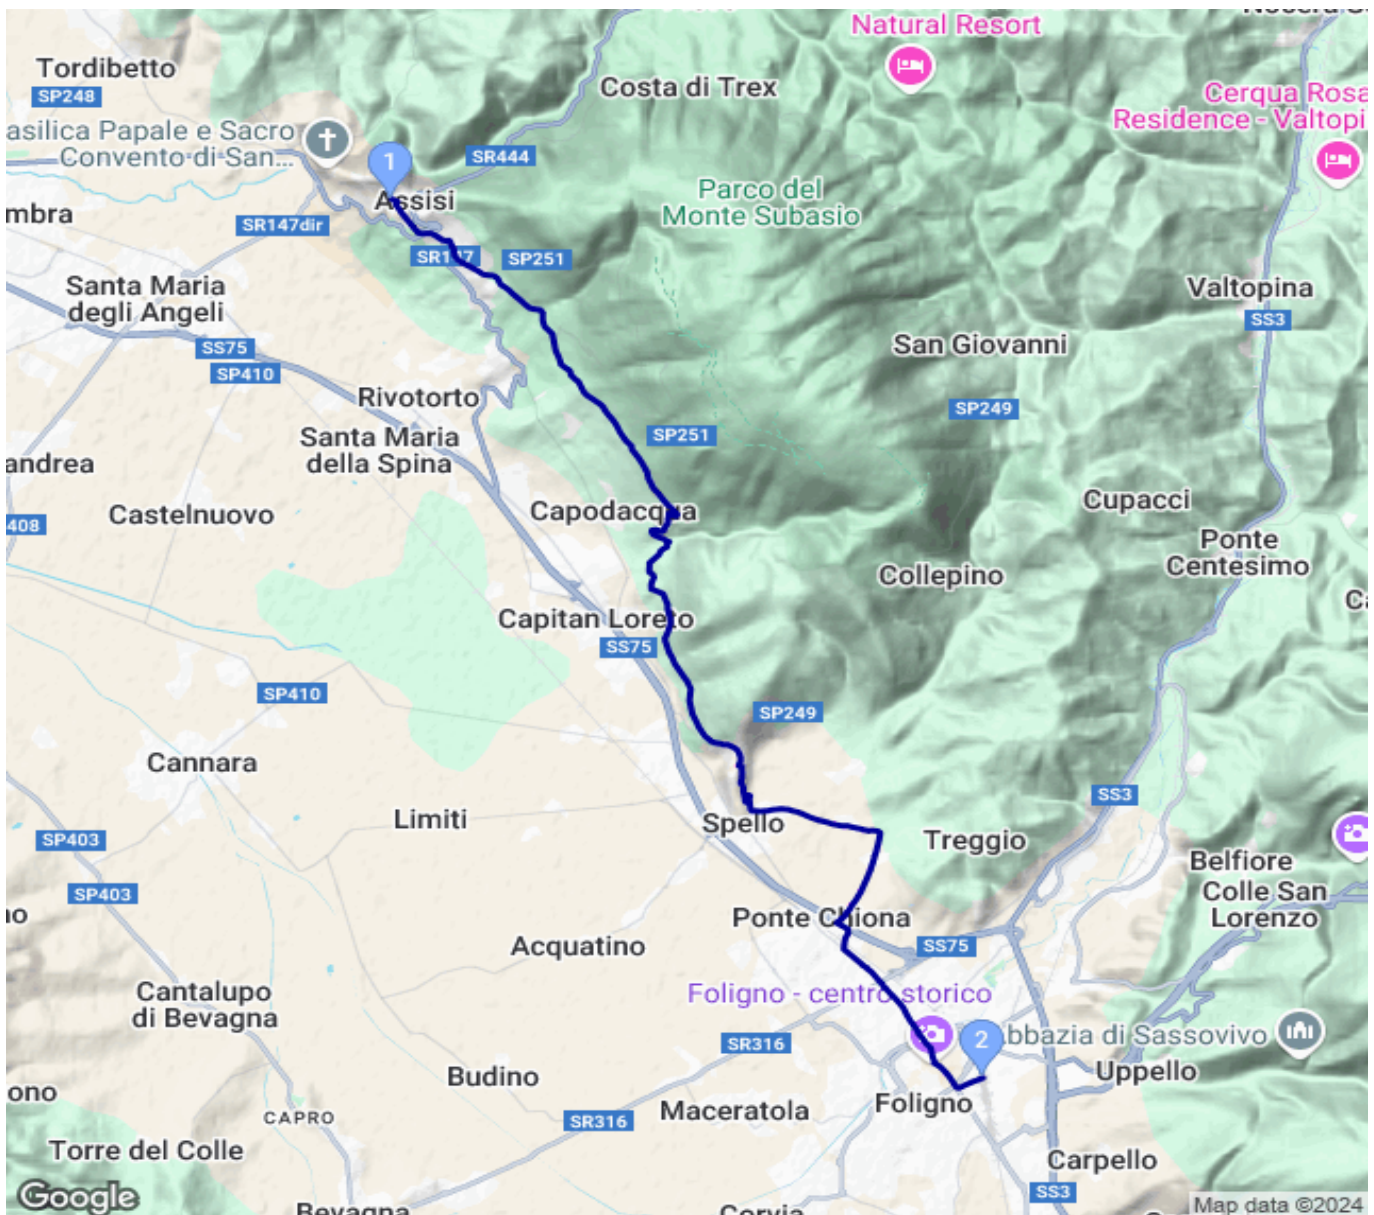 Natural Resort
Tordibetto
SP248
Costa di Trex
Cerqua Rosa
Residence - Valtopi
asilica Papale e Sacro
Convento di San...
1
SR444
Assisi
Parco del
Monte Subasio
mbra
SR147dir
SP251
Santa Maria
degli Angeli
Valtopina
SS3
SS75
San Giovanni
SP410
Rivotorto
SP249
Santa Maria
della Spina
SP251
andrea
Cupacci
Castelnuovo
Capodacqua
408
Ponte
Centesimo
Collepino
Capitan Loreto
SS75
SP410
SP249
Cannara
SS3
Limiti
Spello
SP403
Treggio
Belfiore
SP403
Colle San
Lorenzo
Ponte Chiona
Acquatino
SS75
Cantalupo
di Bevagna
Foligno - centro storico
2
bbazia di Sassovivo
SR316
Budino
Uppello
ono
Maceratola
Foligno
CAPRO
SR316
Torre del Colle
Carpello
SS3
Google
Bevagna
Map data ©2024